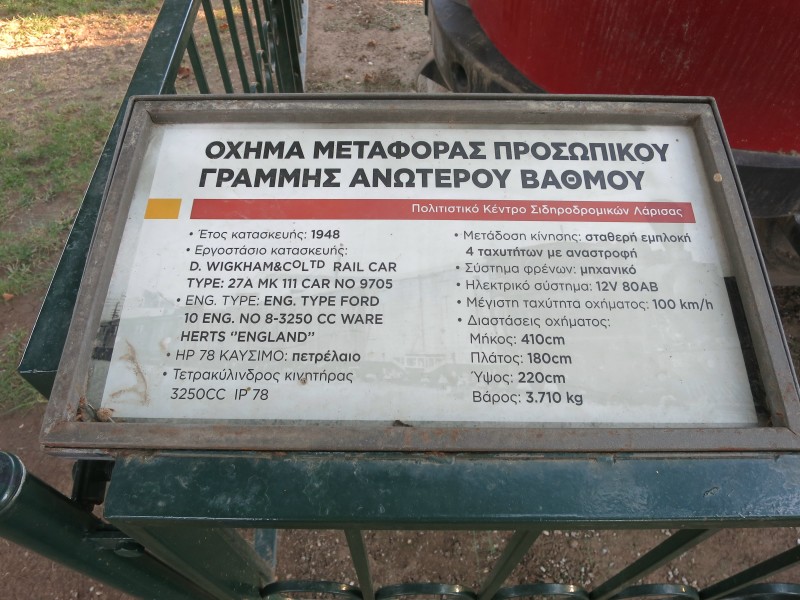 ΟΧΗΜΑ ΜΕΤΑΦΟΡΑΣ ΠΡΟΣΩΠΙΚΟΥ
ΓΡΑΜΜΗΣ ΑΝΩΤΕΡΟΥ ΒΑΘΜΟΥ
Πολιτιστικό Κέντρο Σιδηροδρομικών Λάρισας
• Έτος κατασκευής: 1948
• Εργοστάσιο κατασκευής:
D. WIGKHAM&COLTD RAIL CAR
TYPE: 27A MK 111 CAR NO 9705
• ENG. TYPE: ENG. TYPE FORD
10 ENG. NO 8-3250 CC WARE
HERTS "ENGLAND"
• HP 78 ΚΑΥΣΙΜΟ: πετρέλαιο
• Τετρακύλινδρος κινητήρας
3250CC IP 78
• Μετάδοση κίνησης: σταθερή εμπλοκή
4 ταχυτήτων με αναστροφή
• Σύστημα φρένων: μηχανικό
• Ηλεκτρικό σύστημα: 12V 80AB
• Μέγιστη ταχύτητα οχήματος: 100 km/h
• Διαστάσεις οχήματος:
Μήκος: 410cm
Πλάτος: 180cm
Ύψος: 220cm
Βάρος: 3.710 kg